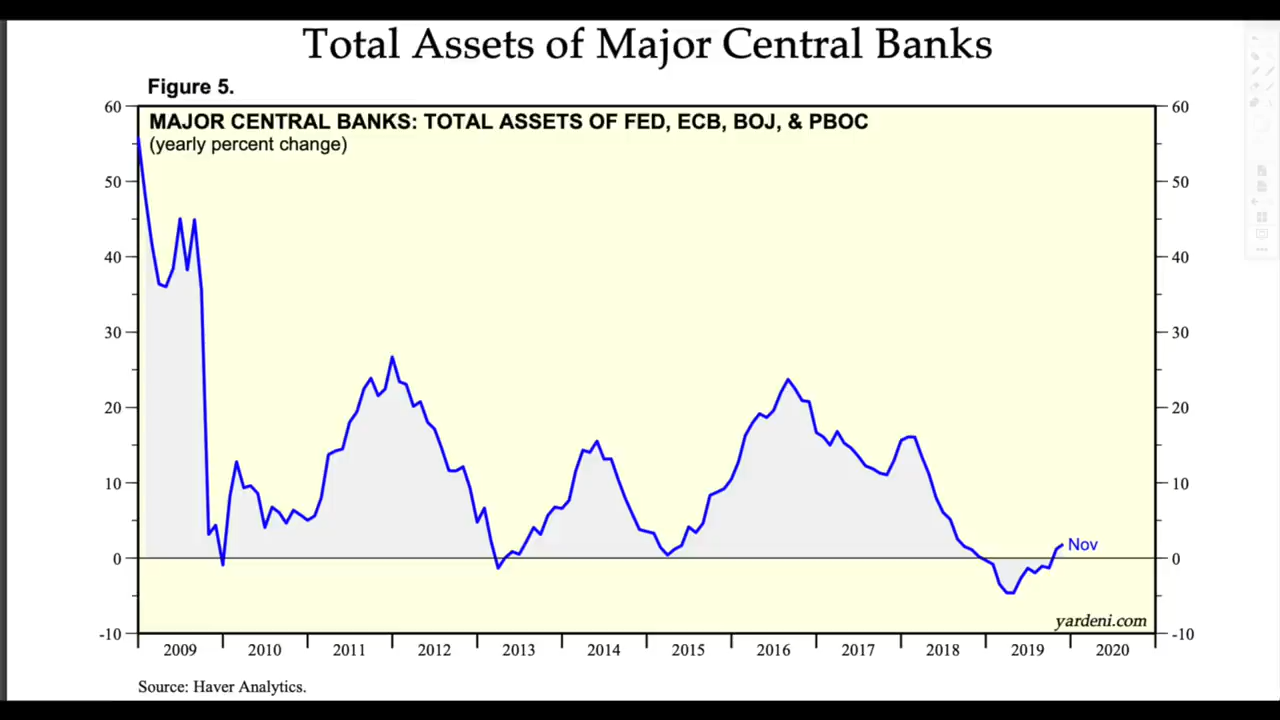 Total Assets of Major Central Banks
Figure 5.
MAJOR CENTRAL BANKS: TOTAL ASSETS OF FED, ECB, BOJ, & PBOC
(yearly percent change)
60 60
50 50
40 40
30 30
20 20
10 10
0 0
-10 -10
Nov
yardeni.com
2009 2010 2011 2012 2013 2014 2015 2016 2017 2018 2019 2020
Source: Haver Analytics.